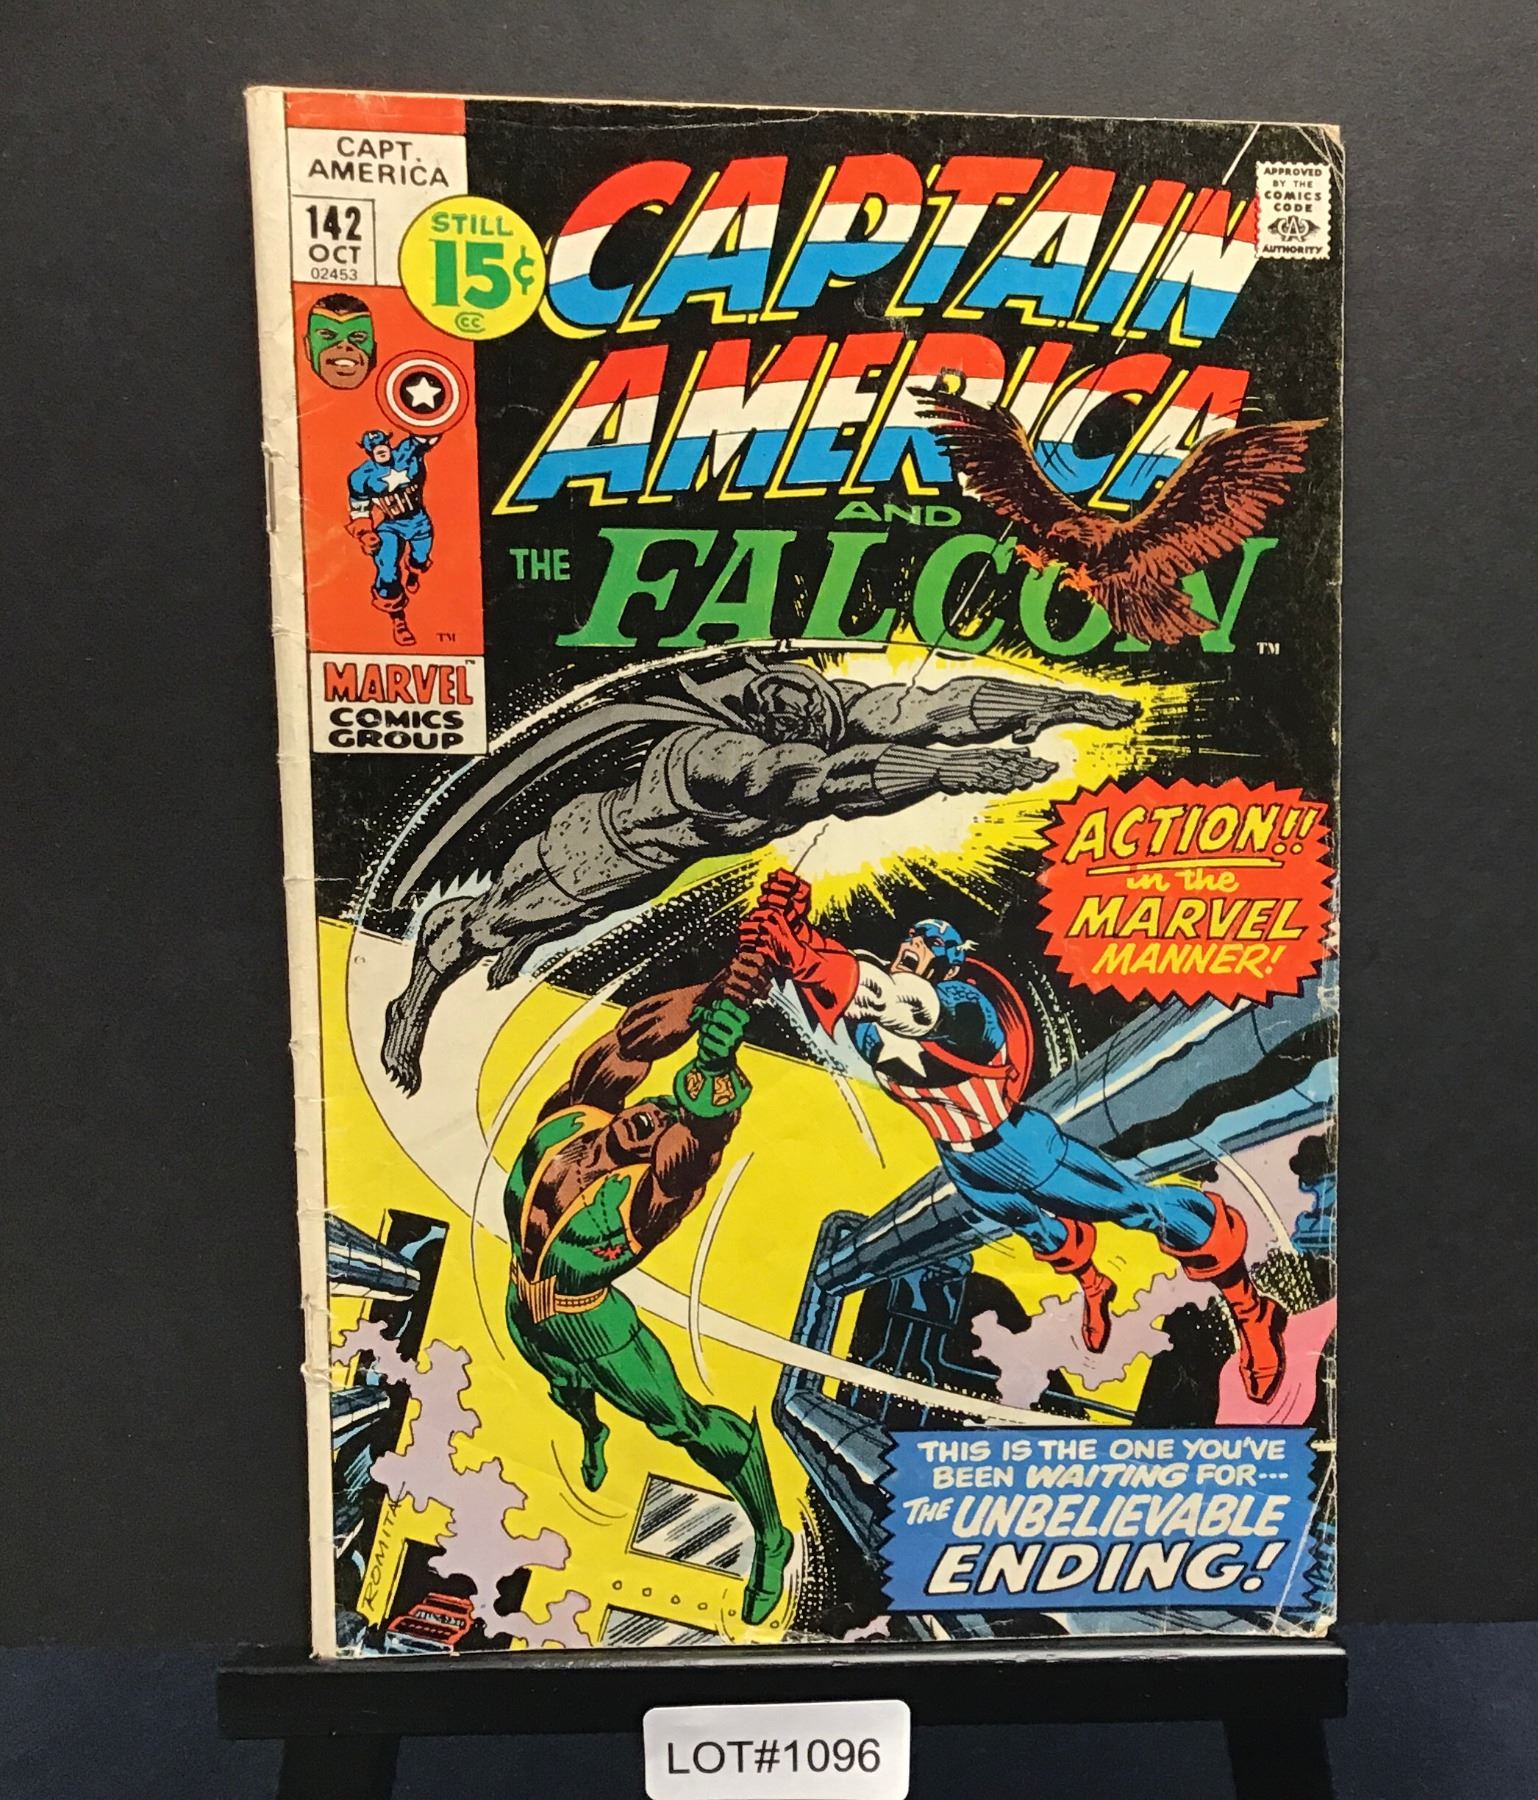 CAPT.
AMERICA
142
OCT
02453
STILL
15¢
CC
CAPTAIN
AMERICA
AND
THE FALCON
TM
APPROVED
BY THE
COMICS
CODE
CA
AUTHORITY
TM
MARVEL
TM
COMICS
GROUP
ACTION!!
in the
MARVEL
MANNER!
THIS IS THE ONE YOU'VE
BEEN WAITING FOR---
THE UNBELIEVABLE
ENDING!
ROMITA
LOT#1096